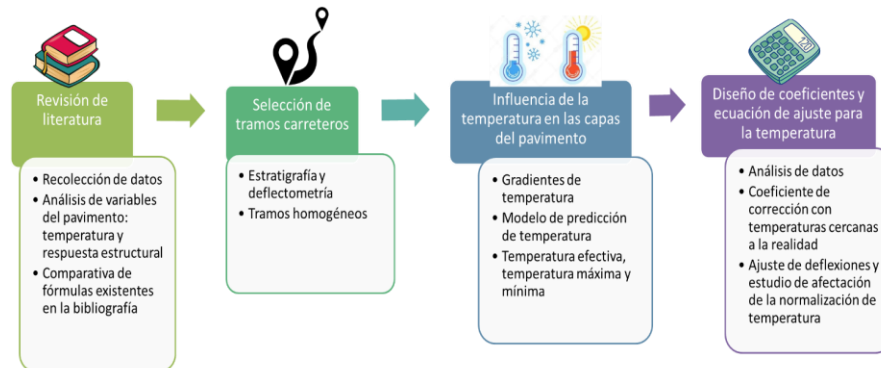 Revisión de
literatura
• Recolección de datos
• Análisis de variables
del pavimento:
temperatura y
respuesta estructural
• Comparativa de
fórmulas existentes
en la bibliografía
Selección de
tramos carreteros
• Estratigrafía y
deflectometría
• Tramos homogéneos
Influencia de la
temperatura en las capas
del pavimento
• Gradientes de
temperatura
• Modelo de predicción
de temperatura
• Temperatura efectiva,
temperatura máxima y
mínima
Diseño de coeficientes y
ecuación de ajuste para
la temperatura
• Análisis de datos
• Coeficiente de
corrección con
temperaturas cercanas
a la realidad
• Ajuste de deflexiones y
estudio de afectación
de la normalización de
temperatura